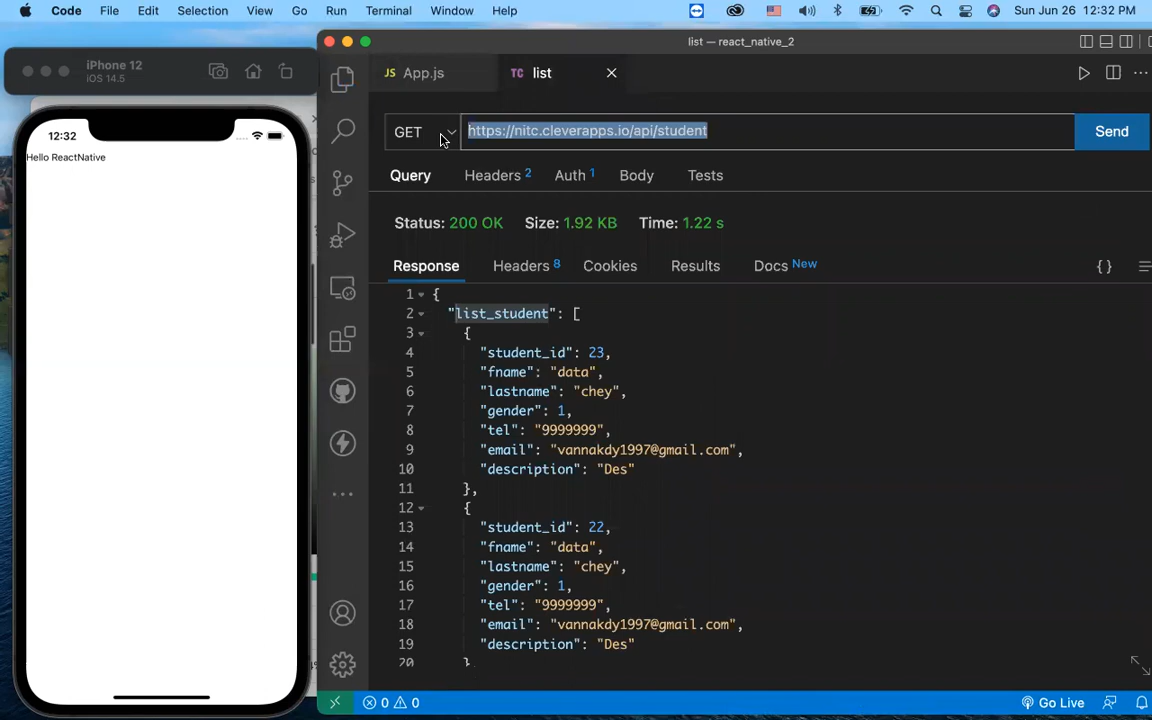 Code File Edit Selection View Go Run Terminal Window Help Sun Jun 26 12:32 PM
list — react_native_2
iPhone 12
iOS 14.5
12:32
Hello ReactNative
JS App.js TC list
GET https://nitc.cleverapps.io/api/student Send
Query Headers 2 Auth 1 Body Tests
Status: 200 OK Size: 1.92 KB Time: 1.22 s
Response Headers 8 Cookies Results Docs New { }
1 {
2 "list_student": [
3 {
4 "student_id": 23,
5 "fname": "data",
6 "lastname": "chey",
7 "gender": 1,
8 "tel": "9999999",
9 "email": "vannakdy1997@gmail.com",
10 "description": "Des"
11 },
12 {
13 "student_id": 22,
14 "fname": "data",
15 "lastname": "chey",
16 "gender": 1,
17 "tel": "9999999",
18 "email": "vannakdy1997@gmail.com",
19 "description": "Des"
20 }
0 0 Go Live